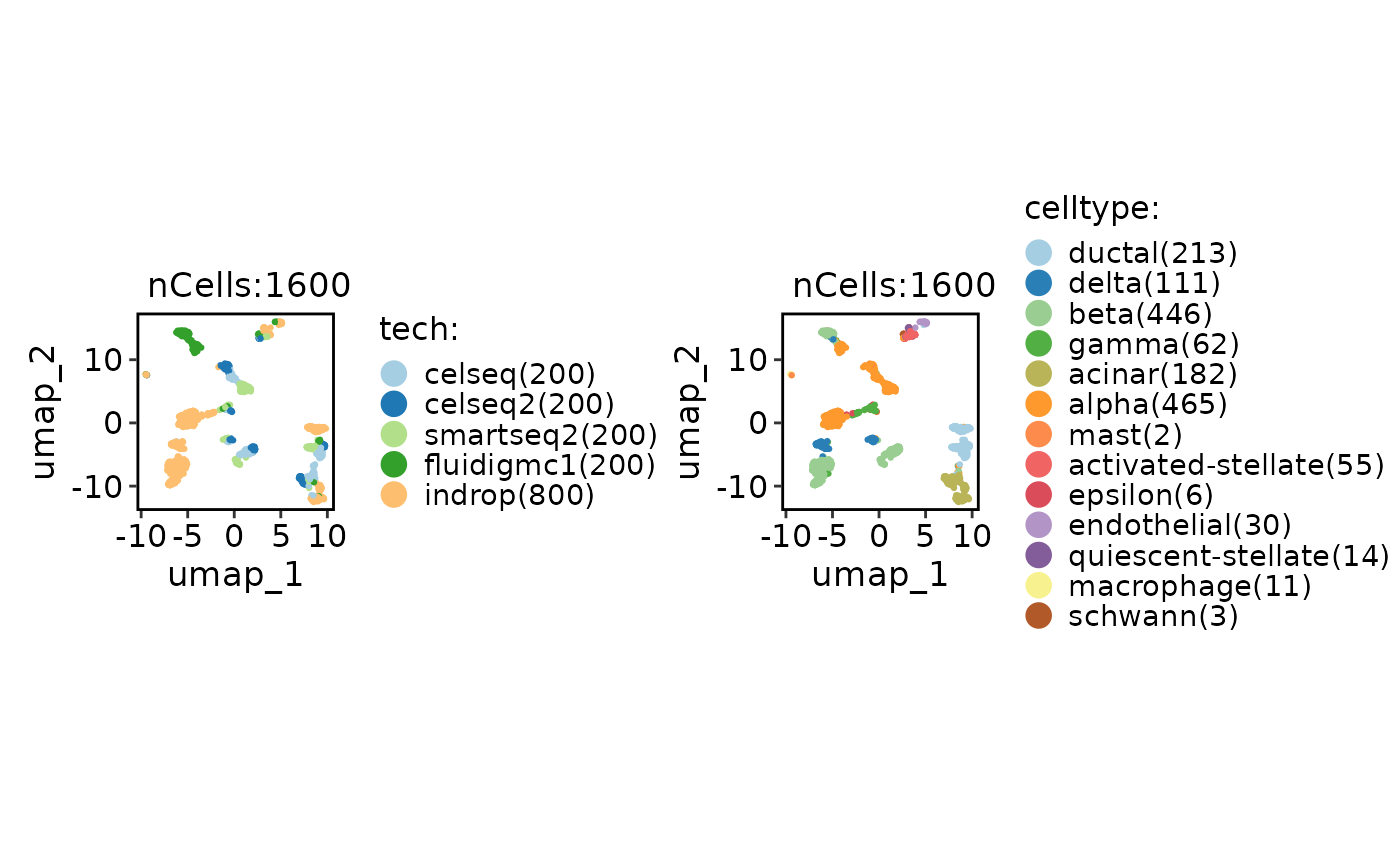 nCells:1600
umap_2
10
0
-10
-10 -5 0 5 10
umap_1
tech:
celseq(200)
celseq2(200)
smartseq2(200)
fluidigmc1(200)
indrop(800)
nCells:1600
umap_2
10
0
-10
-10 -5 0 5 10
umap_1
celltype:
ductal(213)
delta(111)
beta(446)
gamma(62)
acinar(182)
alpha(465)
mast(2)
activated-stellate(55)
epsilon(6)
endothelial(30)
quiescent-stellate(14)
macrophage(11)
schwann(3)